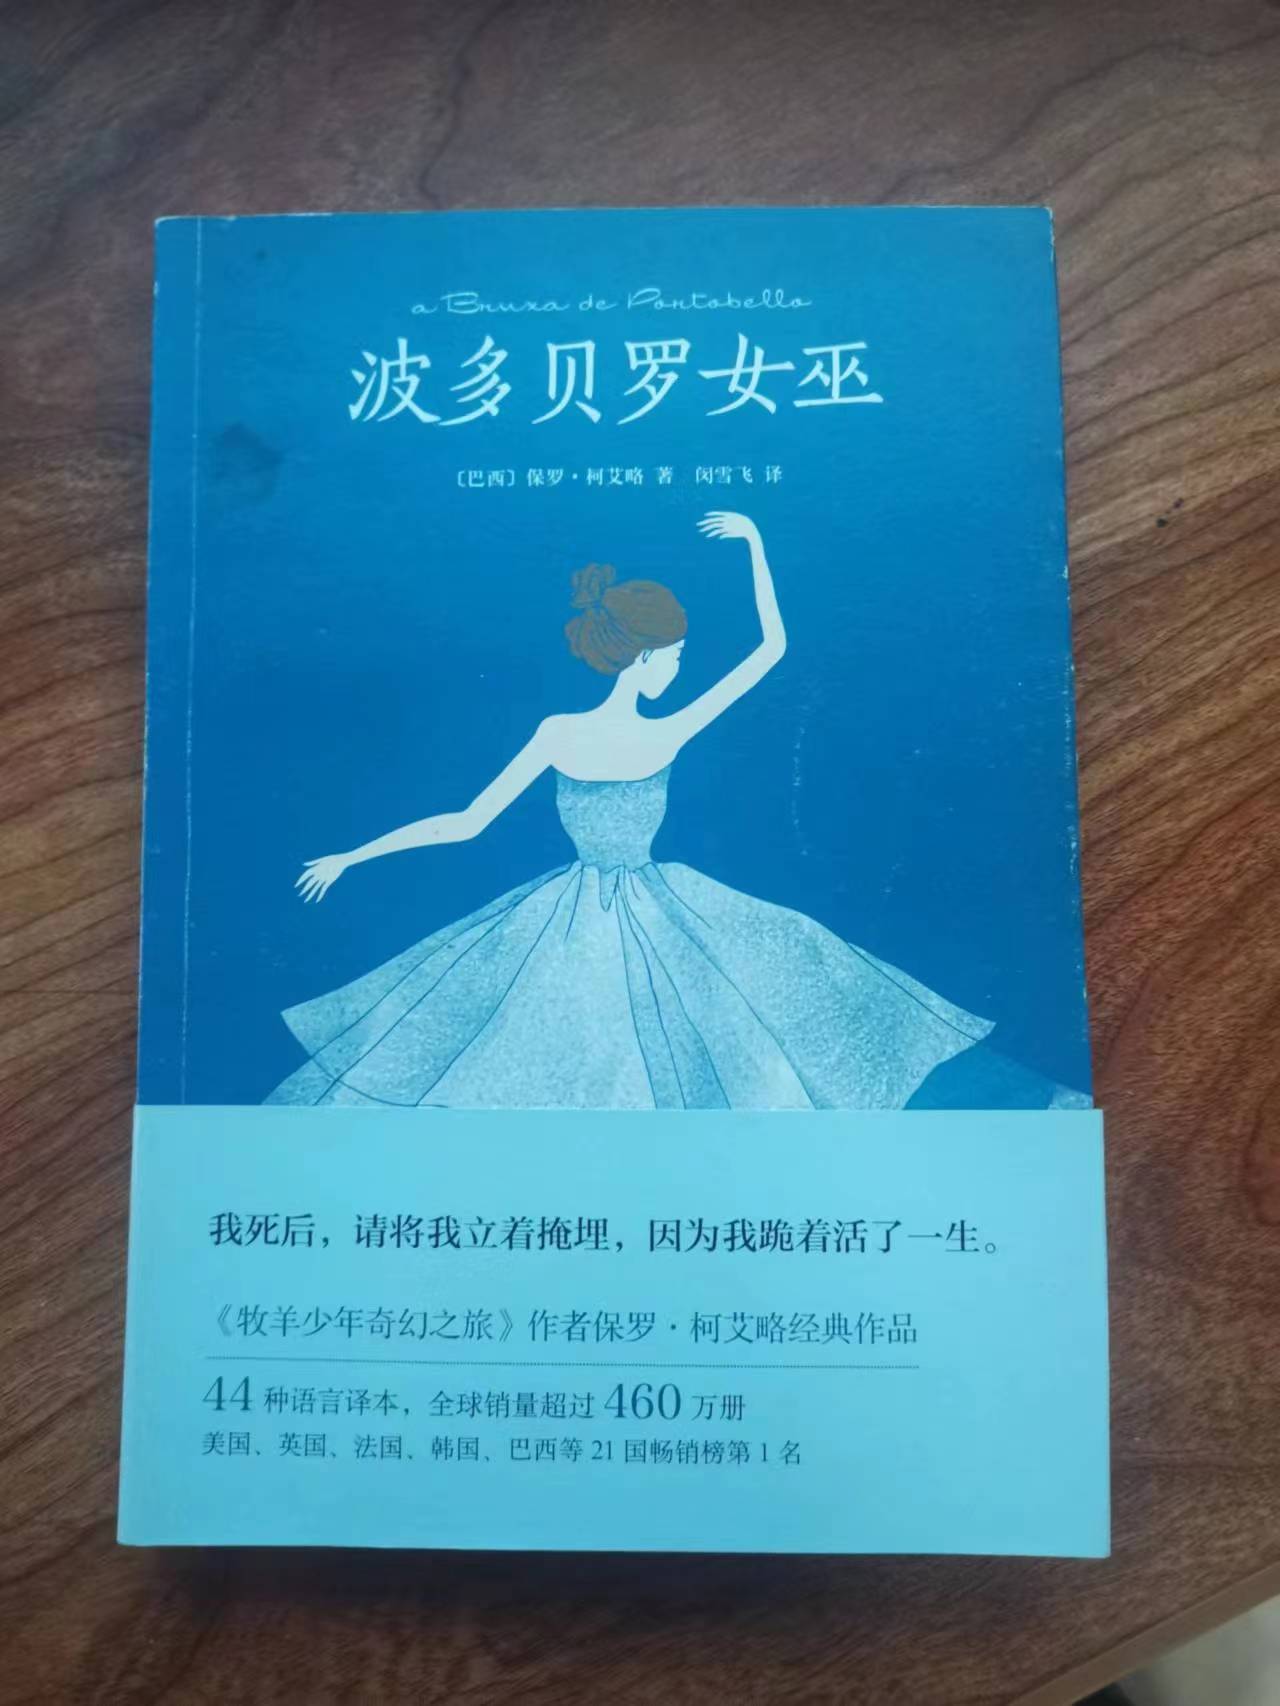 a Bruxa de Portobello
波多贝罗女巫
〔巴西〕保罗·柯艾略 著 闵雪飞 译
我死后，请将我立着掩埋，因为我跪着活了一生。
《牧羊少年奇幻之旅》作者保罗·柯艾略经典作品
44 种语言译本，全球销量超过 460 万册
美国、英国、法国、韩国、巴西等 21 国畅销榜第 1 名